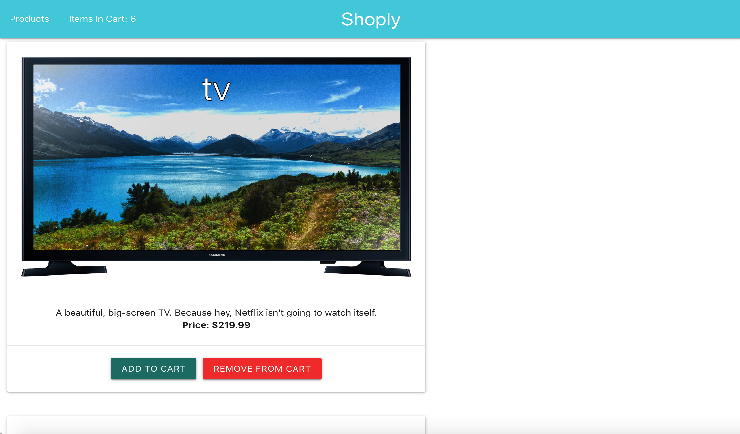 Products Items In Cart: 6 Shoply
tv
SAMSUNG
A beautiful, big-screen TV. Because hey, Netflix isn't going to watch itself.
Price: $219.99
ADD TO CART REMOVE FROM CART